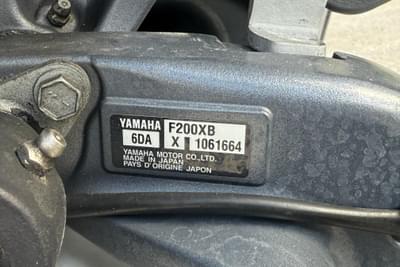 YAMAHA F200XB
6DA X 1061664
YAMAHA MOTOR CO.,LTD.
MADE IN JAPAN
PAYS D'ORIGINE JAPON